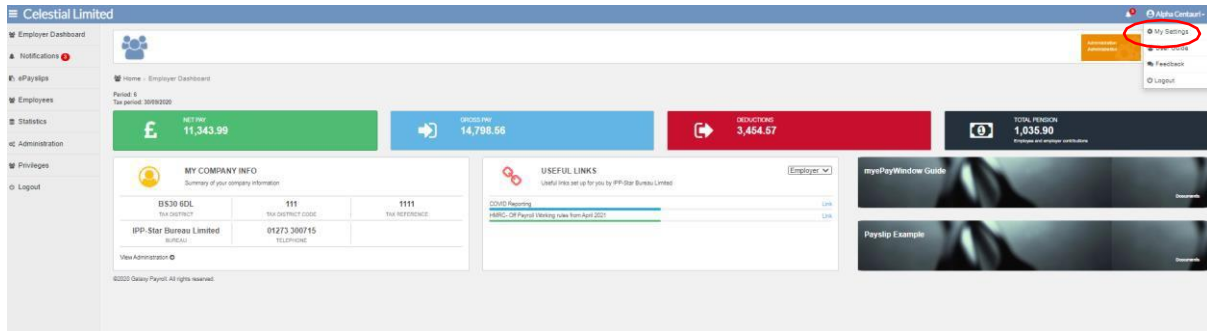 Celestial Limited
Alpha Centauri
Employer Dashboard
Notifications
ePayslips
Employees
Statistics
Administration
Privileges
Logout
My Settings
User Guide
Feedback
Logout
Administration
Administration
Home Employer Dashboard
Period: 6
Tax period: 30/09/2020
NET PAY
11,343.99
GROSS PAY
14,798.56
DEDUCTIONS
3,454.57
TOTAL PENSION
1,035.90
Employee and employer contributions
MY COMPANY INFO
Summary of your company information
BS30 6DL
TAX DISTRICT
111
TAX DISTRICT CODE
1111
TAX REFERENCE
IPP-Star Bureau Limited
BUREAU
01273 300715
TELEPHONE
View Administration
USEFUL LINKS
Employer
Useful links set up for you by IPP-Star Bureau Limited
COVID Reporting Link
HMRC- Off Payroll Working rules from April 2021 Link
myePayWindow Guide
Documents
Payslip Example
Documents
©2020 Galaxy Payroll. All rights reserved.